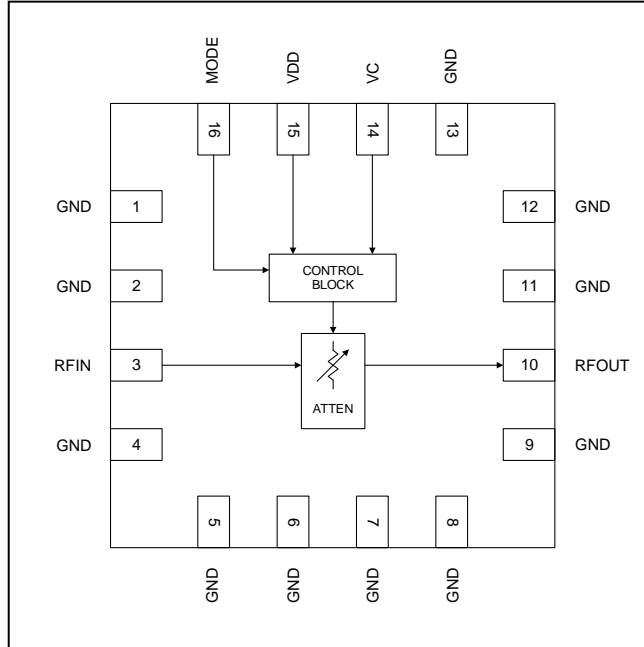 MODE VDD VC GND
16 15 14 13
GND 1 12 GND
GND 2 11 GND
CONTROL
BLOCK
RFIN 3 10 RFOUT
ATTEN
GND 4 9 GND
5 6 7 8
GND GND GND GND